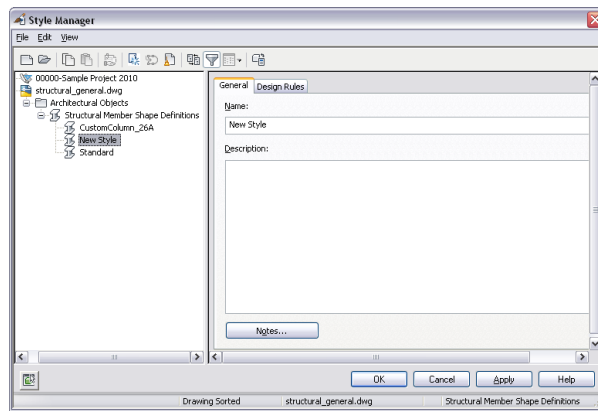 Style Manager
File Edit View
00000-Sample Project 2010
structural_general.dwg
Architectural Objects
Structural Member Shape Definitions
CustomColumn_26A
New Style
Standard
General Design Rules
Name:
New Style
Description:
Notes...
OK Cancel Apply Help
Drawing Sorted structural_general.dwg Structural Member Shape Definitions